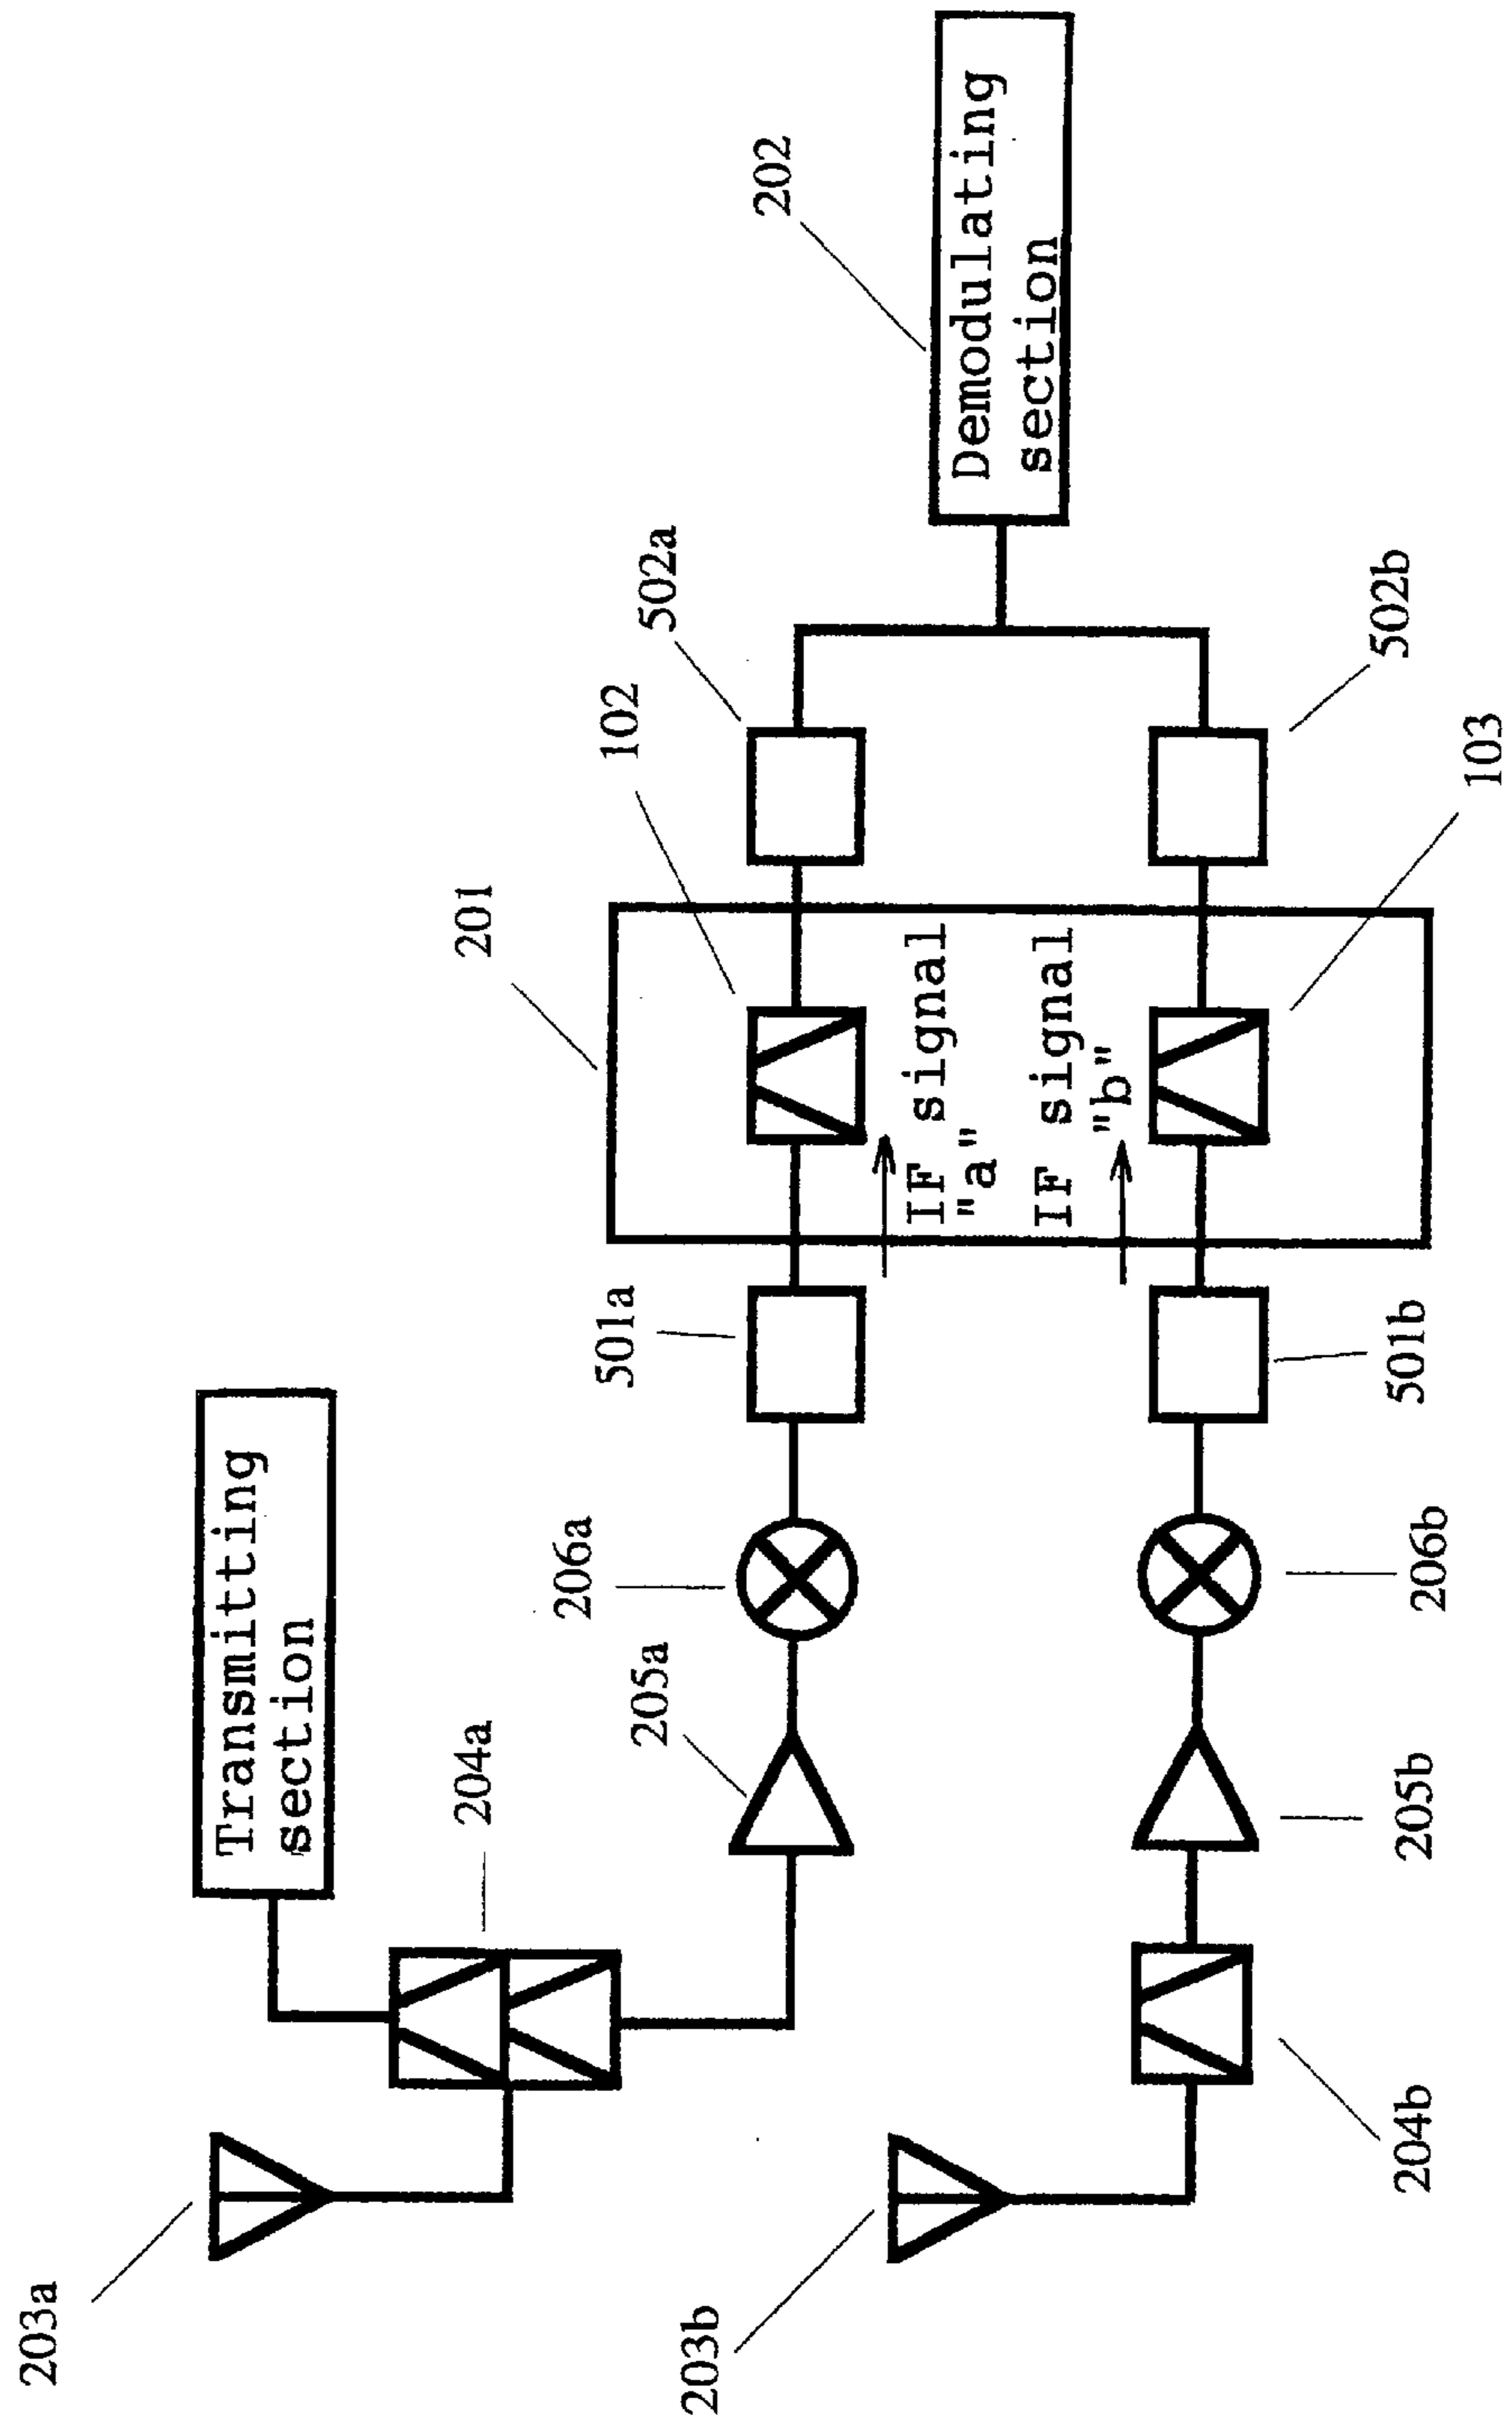 203a
Transmitting
section
204a
205a
206a
501a
201
102
502a
202
Demodulating
section
IF signal
"a"
IF signal
"b"
203b
204b
205b
206b
501b
103
502b